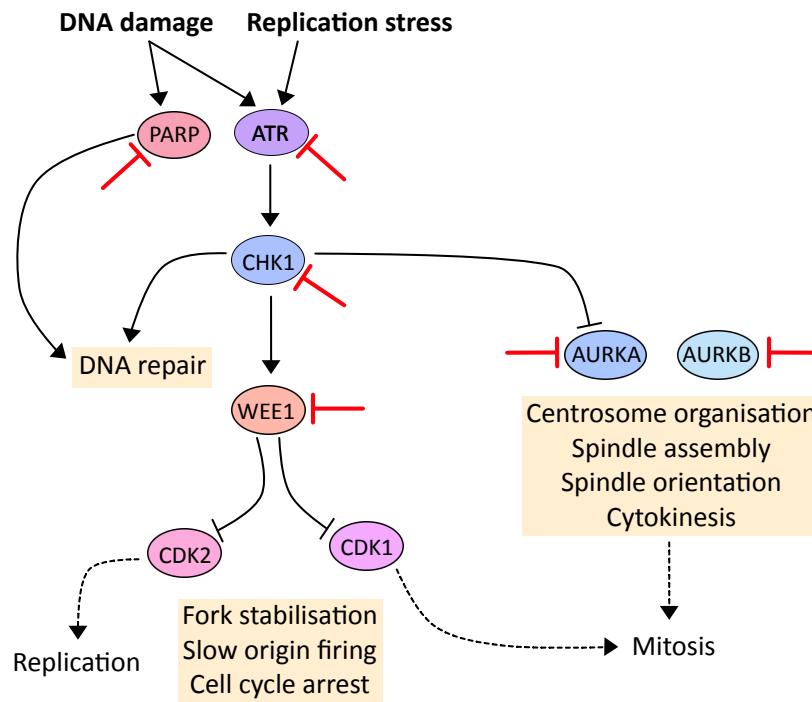 DNA damage
Replication stress
PARP
ATR
CHK1
DNA repair
AURKA
AURKB
WEE1
Centrosome organisation
Spindle assembly
Spindle orientation
Cytokinesis
CDK2
CDK1
Fork stabilisation
Slow origin firing
Cell cycle arrest
Replication
Mitosis